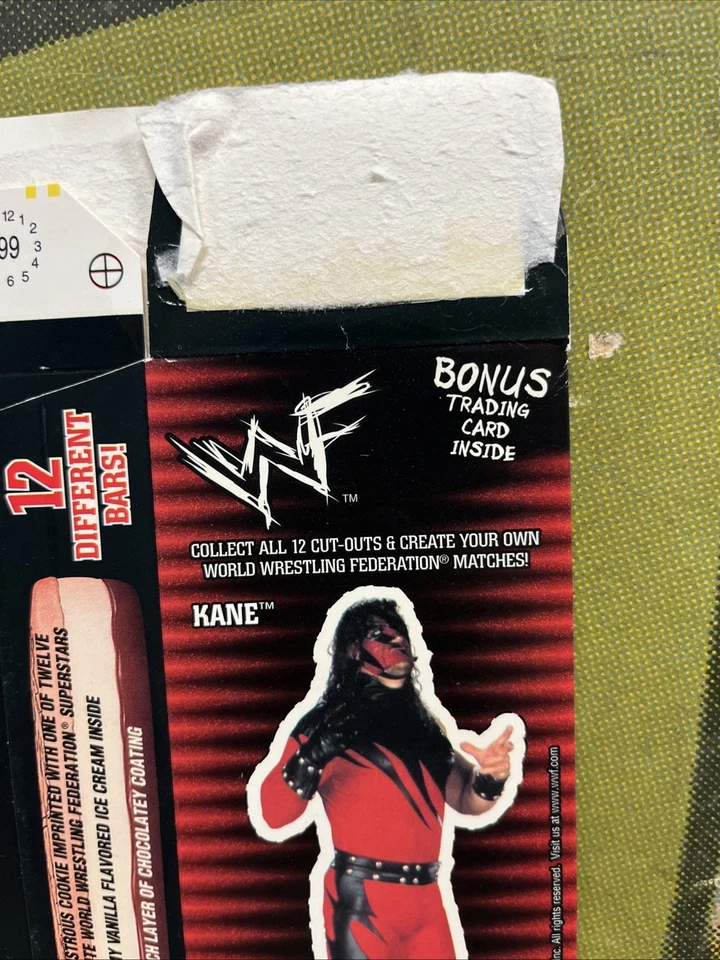 12 1
2
99 3
4
6 5
12
DIFFERENT
BARS!
STROUS COOKIE IMPRINTED WITH ONE OF TWELVE
TE WORLD WRESTLING FEDERATION® SUPERSTARS
TY VANILLA FLAVORED ICE CREAM INSIDE
CH LAYER OF CHOCOLATEY COATING
WF
TM
BONUS
TRADING
CARD
INSIDE
COLLECT ALL 12 CUT-OUTS & CREATE YOUR OWN
WORLD WRESTLING FEDERATION® MATCHES!
KANE™
nc. All rights reserved. Visit us at www.wwf.com